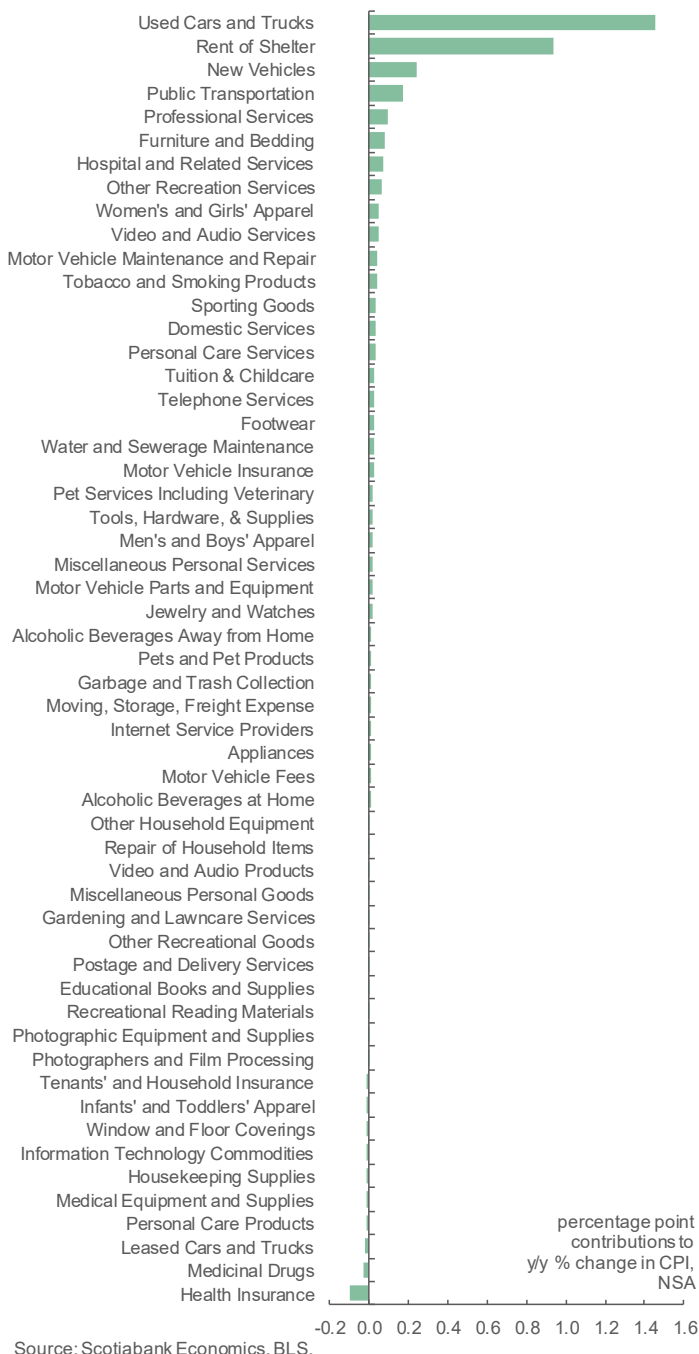 Used Cars and Trucks
Rent of Shelter
New Vehicles
Public Transportation
Professional Services
Furniture and Bedding
Hospital and Related Services
Other Recreation Services
Women's and Girls' Apparel
Video and Audio Services
Motor Vehicle Maintenance and Repair
Tobacco and Smoking Products
Sporting Goods
Domestic Services
Personal Care Services
Tuition & Childcare
Telephone Services
Footwear
Water and Sewerage Maintenance
Motor Vehicle Insurance
Pet Services Including Veterinary
Tools, Hardware, & Supplies
Men's and Boys' Apparel
Miscellaneous Personal Services
Motor Vehicle Parts and Equipment
Jewelry and Watches
Alcoholic Beverages Away from Home
Pets and Pet Products
Garbage and Trash Collection
Moving, Storage, Freight Expense
Internet Service Providers
Appliances
Motor Vehicle Fees
Alcoholic Beverages at Home
Other Household Equipment
Repair of Household Items
Video and Audio Products
Miscellaneous Personal Goods
Gardening and Lawncare Services
Other Recreational Goods
Postage and Delivery Services
Educational Books and Supplies
Recreational Reading Materials
Photographic Equipment and Supplies
Photographers and Film Processing
Tenants' and Household Insurance
Infants' and Toddlers' Apparel
Window and Floor Coverings
Information Technology Commodities
Housekeeping Supplies
Medical Equipment and Supplies
Personal Care Products
Leased Cars and Trucks
Medicinal Drugs
Health Insurance
percentage point
contributions to
y/y % change in CPI,
NSA
-0.2 0.0 0.2 0.4 0.6 0.8 1.0 1.2 1.4 1.6
Source: Scotiabank Economics, BLS.